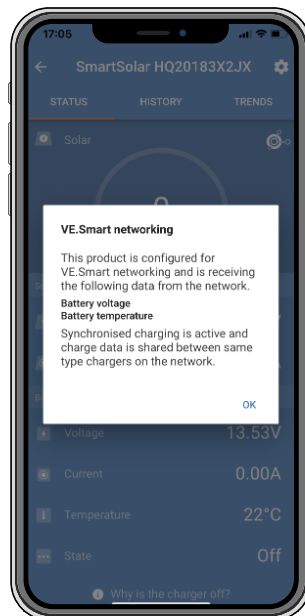 17:05
SmartSolar HQ20183X2JX
STATUS HISTORY TRENDS
Solar
VE.Smart networking
This product is configured for
VE.Smart networking and is receiving
the following data from the network.
Battery voltage
Battery temperature
Synchronised charging is active and
charge data is shared between same
type chargers on the network.
OK
Voltage 13.53V
Current 0.00A
Temperature 22°C
State Off
Why is the charger off?